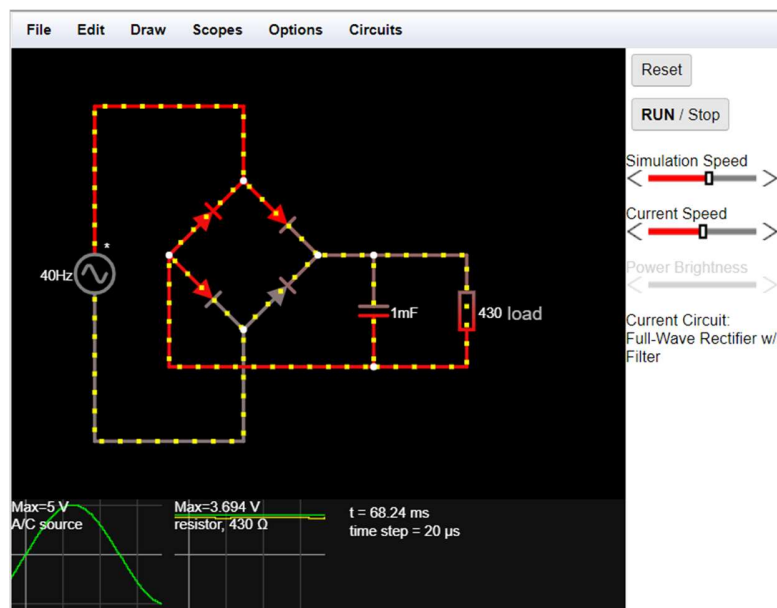 File Edit Draw Scopes Options Circuits
Reset
RUN / Stop
Simulation Speed
Current Speed
Power Brightness
Current Circuit:
Full-Wave Rectifier w/
Filter
*
40Hz
1mF
430 load
Max=5 V
A/C source
Max=3.694 V
resistor, 430 Ω
t = 68.24 ms
time step = 20 μs